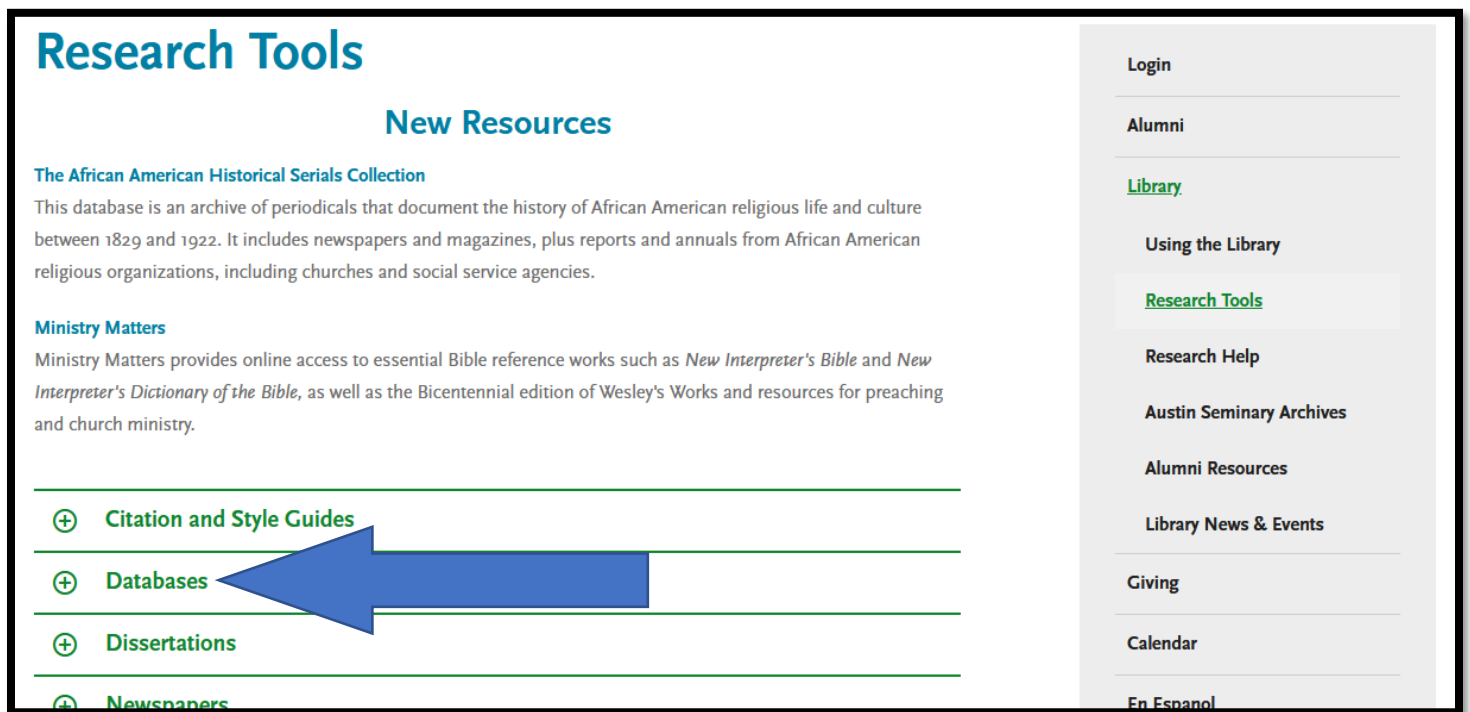 Research Tools
New Resources
The African American Historical Serials Collection
This database is an archive of periodicals that document the history of African American religious life and culture
between 1829 and 1922. It includes newspapers and magazines, plus reports and annuals from African American
religious organizations, including churches and social service agencies.
Ministry Matters
Ministry Matters provides online access to essential Bible reference works such as New Interpreter's Bible and New
Interpreter's Dictionary of the Bible, as well as the Bicentennial edition of Wesley's Works and resources for preaching
and church ministry.
Citation and Style Guides
Databases
Dissertations
Newspapers
Login
Alumni
Library
Using the Library
Research Tools
Research Help
Austin Seminary Archives
Alumni Resources
Library News & Events
Giving
Calendar
En Espanol